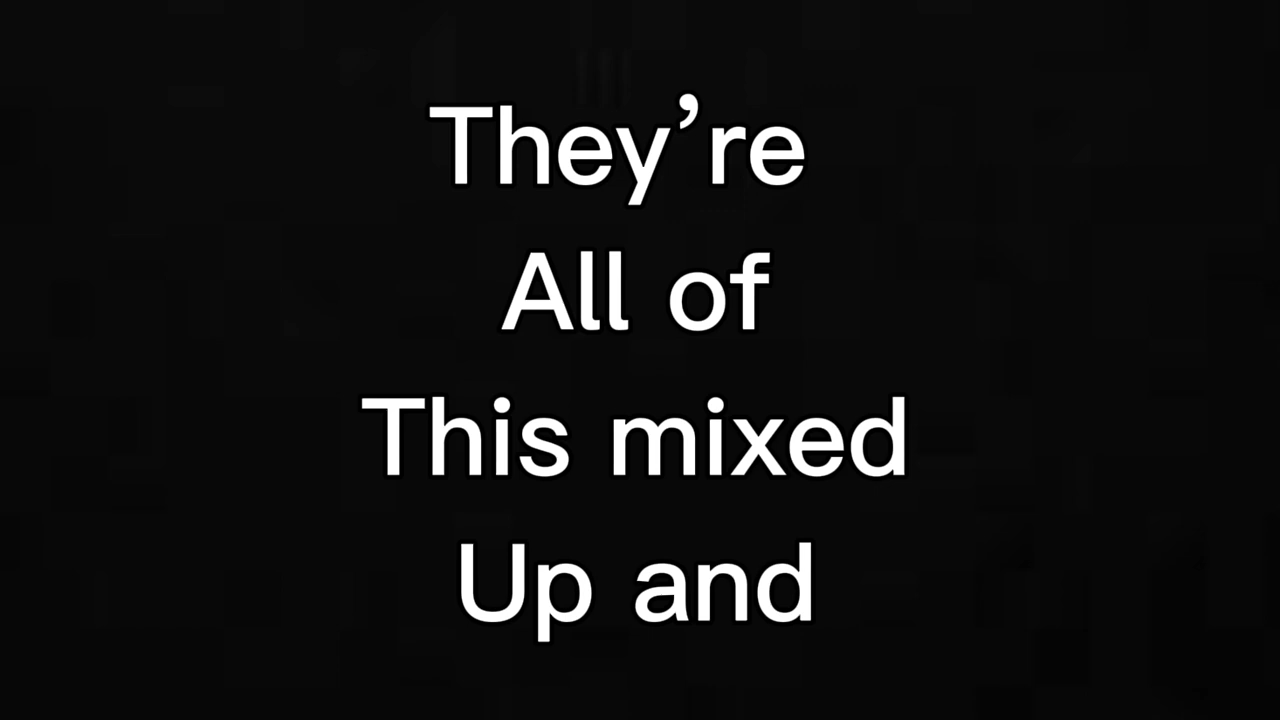 They’re
All of
This mixed
Up and